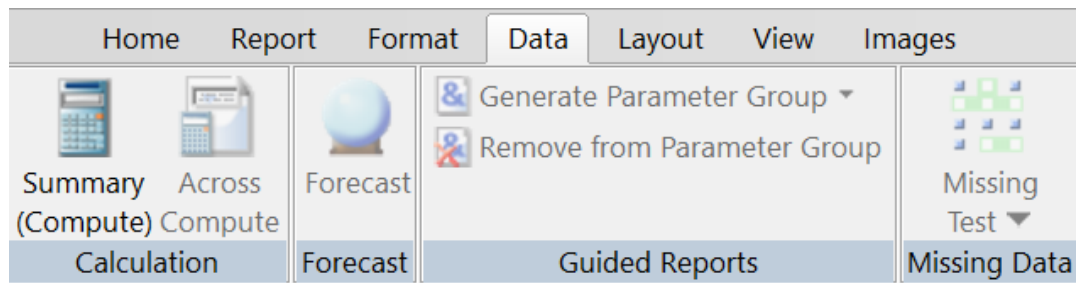 Home Report Format Data Layout View Images
Generate Parameter Group
Remove from Parameter Group
Summary Across Forecast Missing
(Compute) Compute Test
Calculation Forecast Guided Reports Missing Data